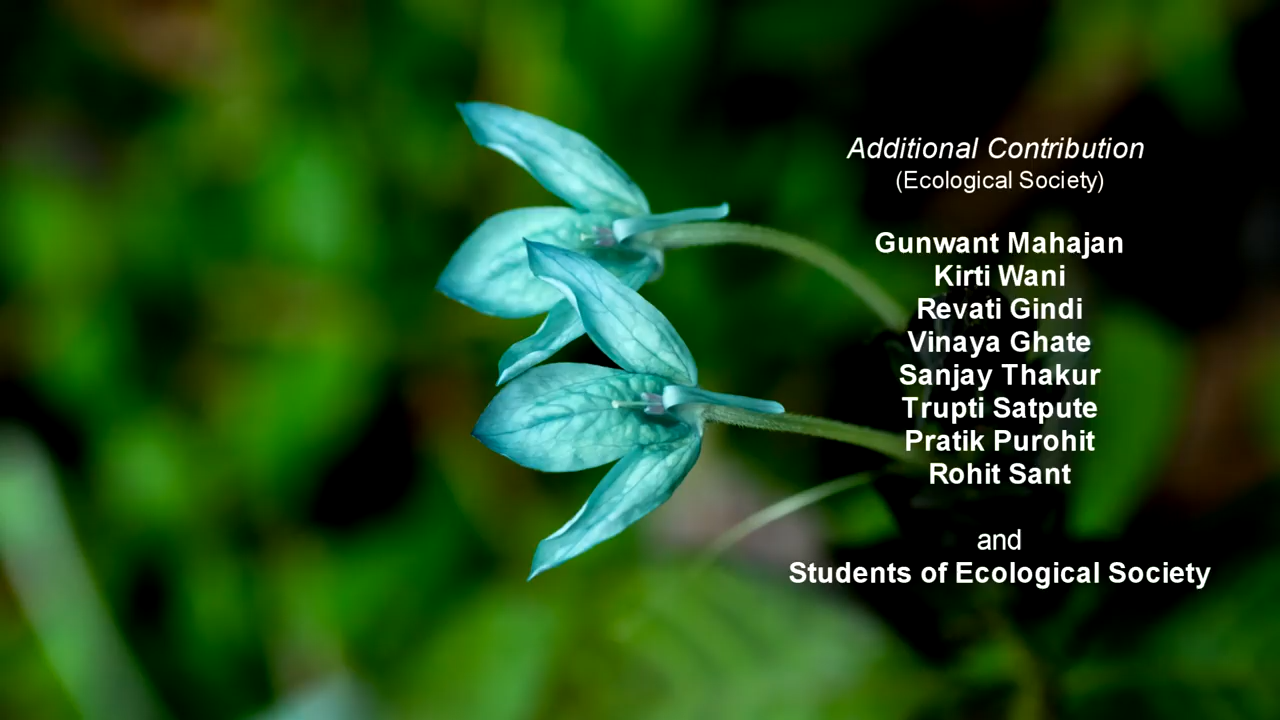 Additional Contribution
(Ecological Society)
Gunwant Mahajan
Kirti Wani
Revati Gindi
Vinaya Ghate
Sanjay Thakur
Trupti Satpute
Pratik Purohit
Rohit Sant
and
Students of Ecological Society